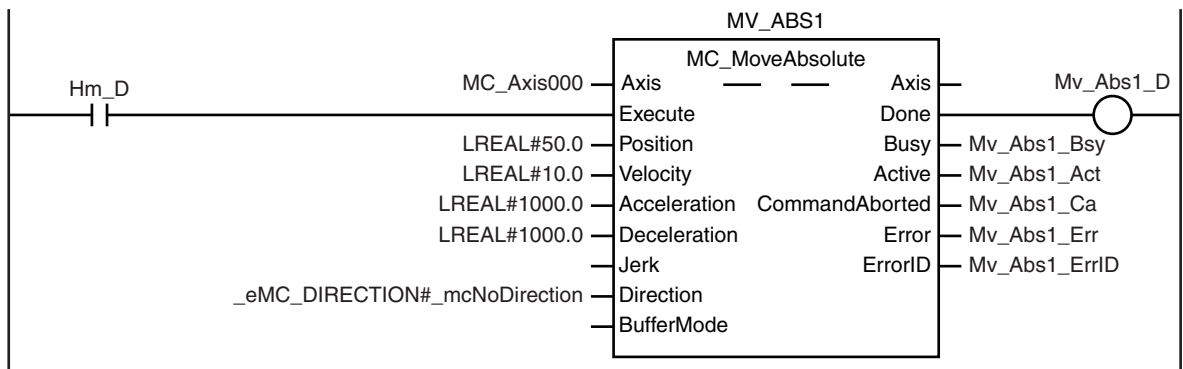 MV_ABS1
MC_MoveAbsolute
MC_Axis000 Axis Axis Mv_Abs1_D
Hm_D Execute Done
LREAL#50.0 Position Busy Mv_Abs1_Bsy
LREAL#10.0 Velocity Active Mv_Abs1_Act
LREAL#1000.0 Acceleration CommandAborted Mv_Abs1_Ca
LREAL#1000.0 Deceleration Error Mv_Abs1_Err
Jerk ErrorID Mv_Abs1_ErrID
_eMC_DIRECTION#_mcNoDirection Direction
BufferMode